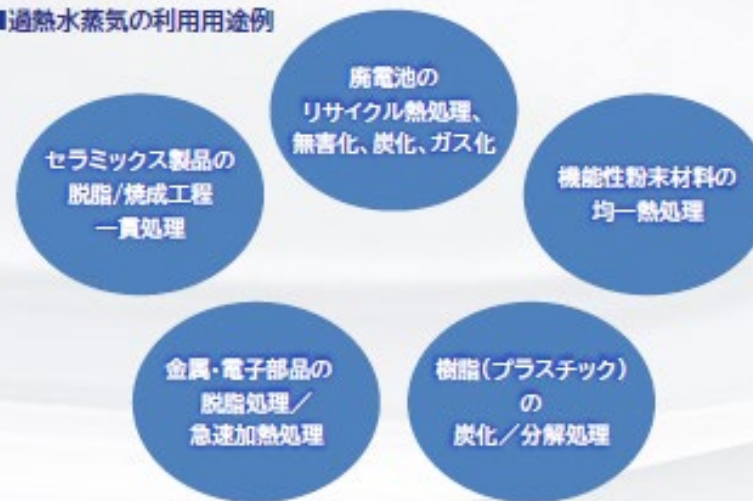 ■過熱水蒸気の利用用途例
廃電池の
リサイクル熱処理、
無害化、炭化、ガス化
セラミックス製品の
脱脂/焼成工程
一貫処理
機能性粉末材料の
均一熱処理
金属・電子部品の
脱脂処理／
急速加熱処理
樹脂(プラスチック)
の
炭化／分解処理